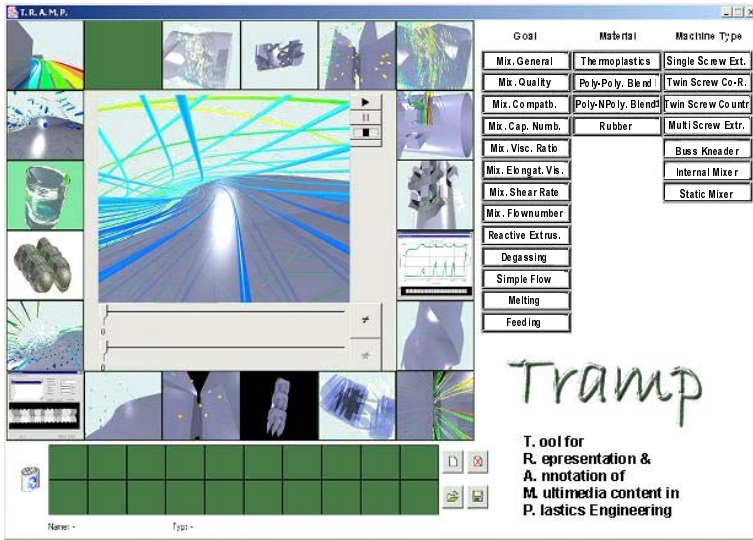 T. R. A. M. P.
Goal Material Machine Type
Mix. General Thermoplastics Single Screw Ext.
Mix. Quality Poly-Poly. Blend Twin Screw Co-R.
Mix. Compatb. Poly-NPoly. Blend Twin Screw Countr
Mix. Cap. Numb. Rubber Multi Screw Extr.
Mix. Visc. Ratio Buss Kneader
Mix. Elongat. Vis. Internal Mixer
Mix. Shear Rate Static Mixer
Mix. Flownumber
Reactive Extrus.
Degassing
Simple Flow
Melting
Feeding
0
0
Tramp
T. ool for
R. epresentation &
A. nnotation of
M. ultimedia content in
P. lastics Engineering
Name: - Typ: -